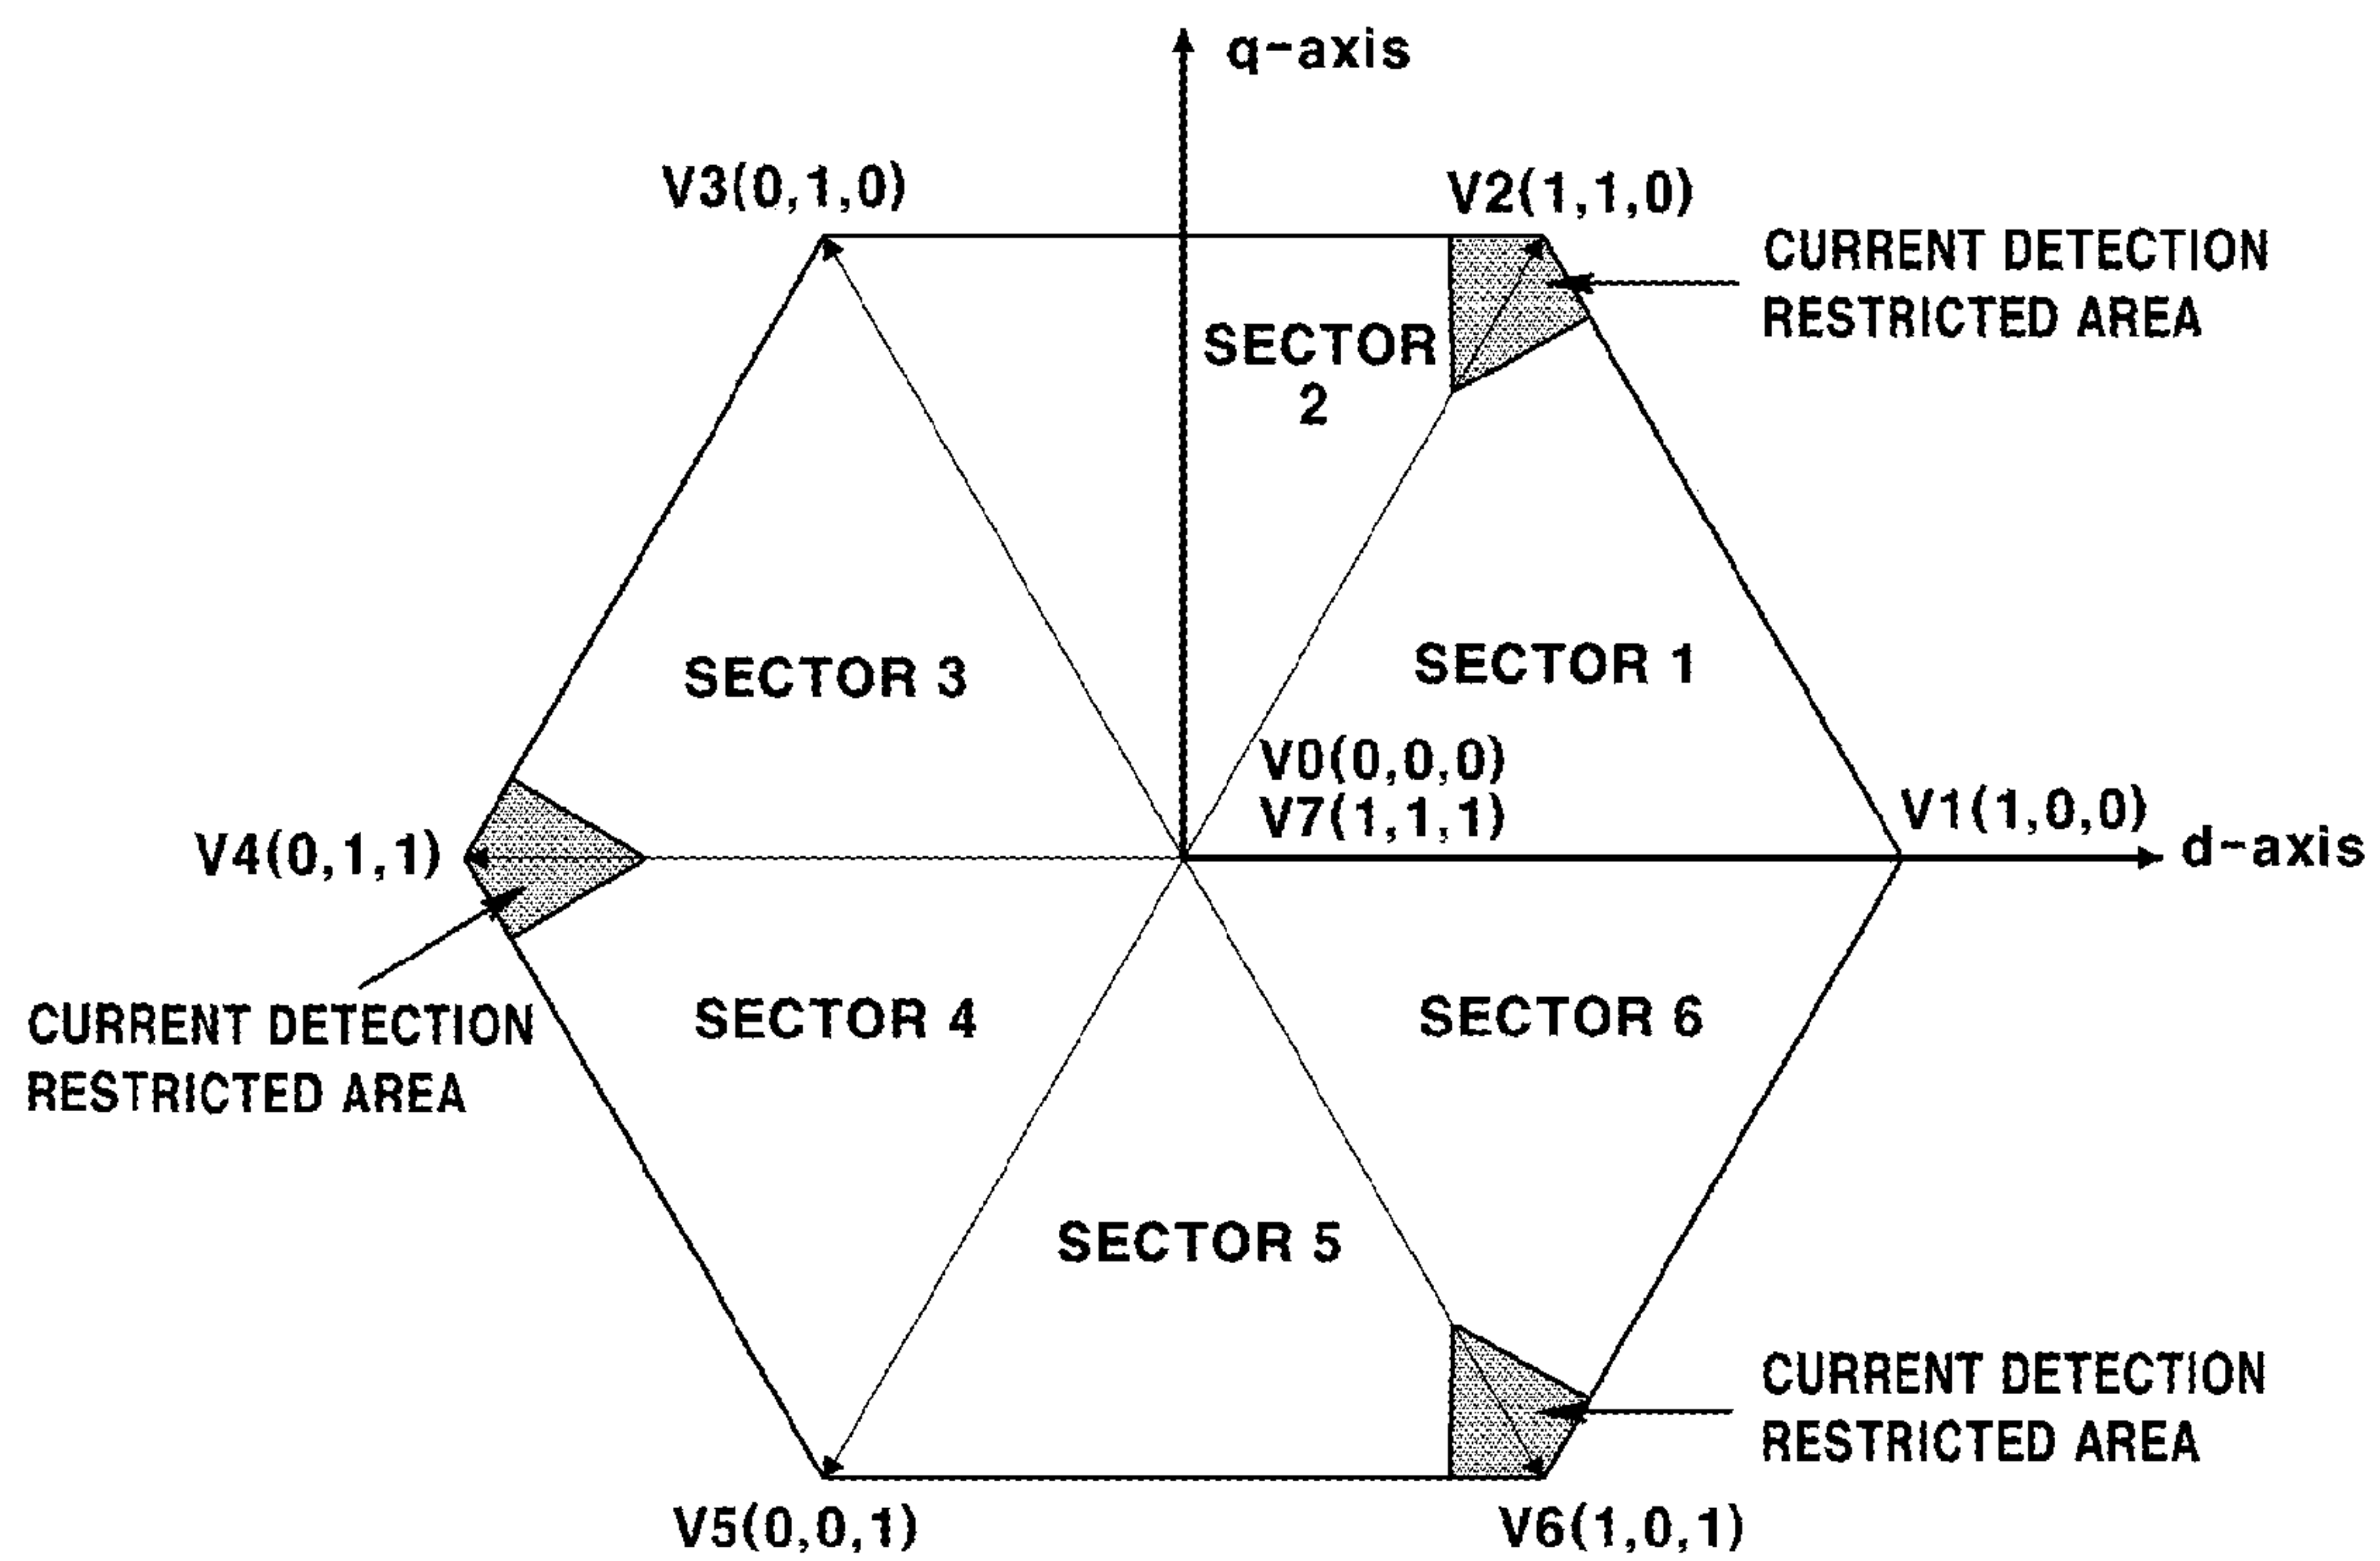 q-axis
V3(0,1,0)
V2(1,1,0)
CURRENT DETECTION
RESTRICTED AREA
SECTOR
2
SECTOR 3
SECTOR 1
V0(0,0,0)
V7(1,1,1)
V1(1,0,0)
d-axis
V4(0,1,1)
CURRENT DETECTION
RESTRICTED AREA
SECTOR 4
SECTOR 6
SECTOR 5
CURRENT DETECTION
RESTRICTED AREA
V5(0,0,1)
V6(1,0,1)